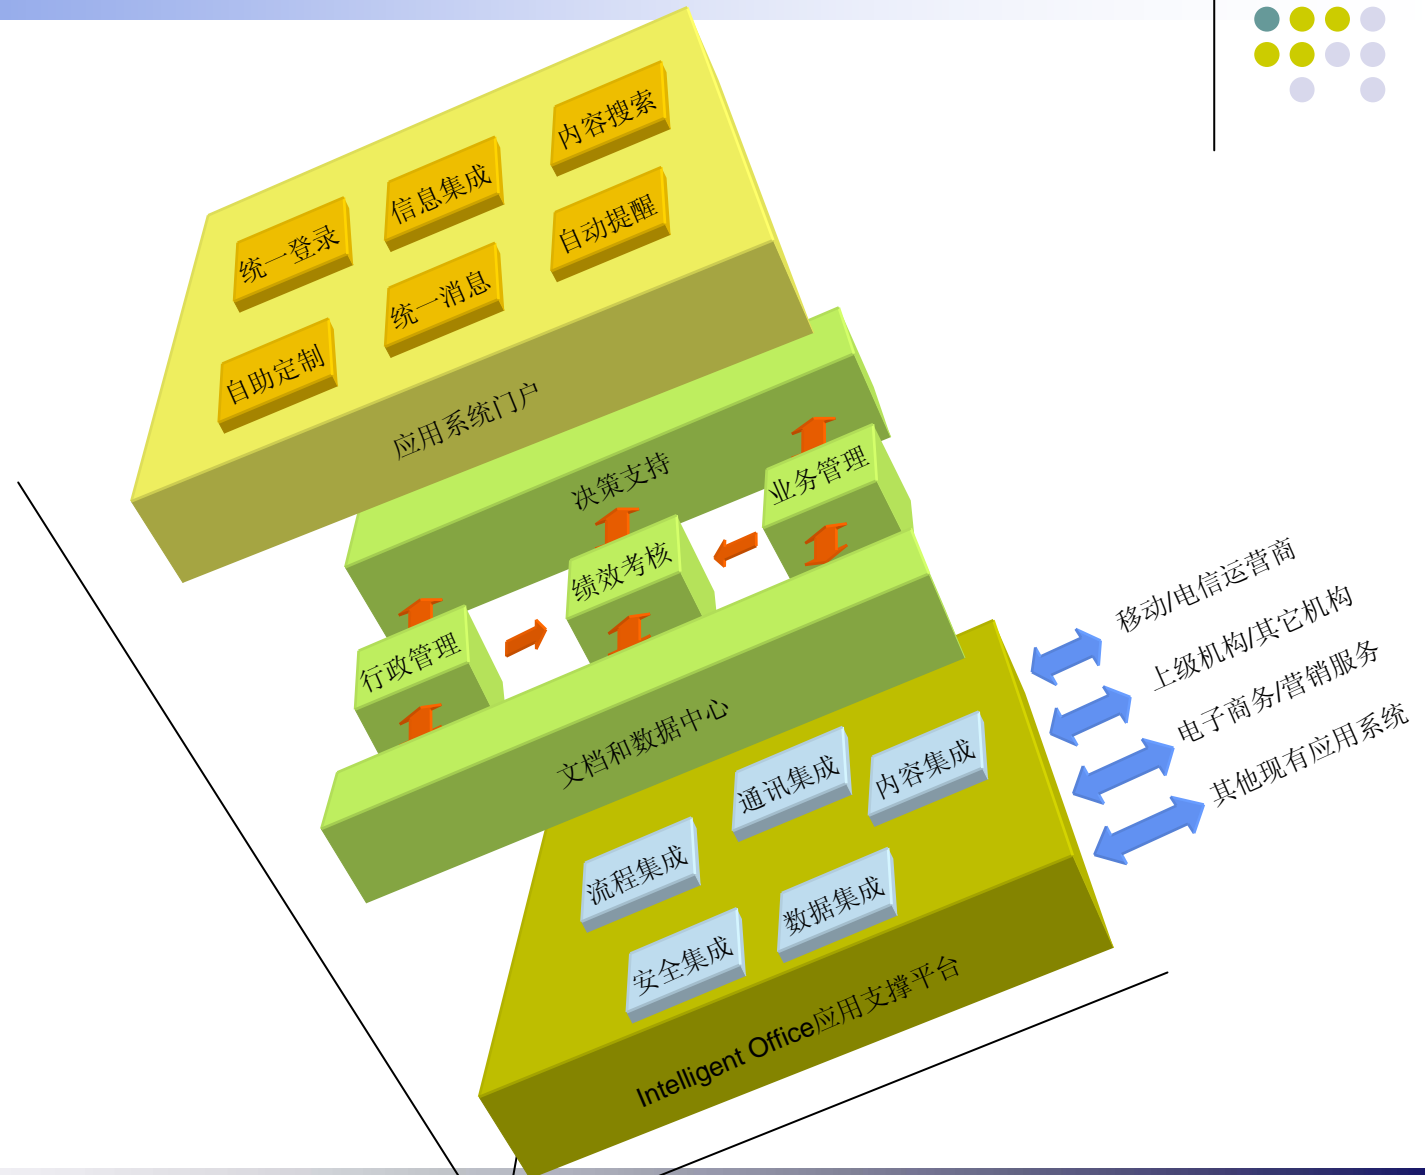 内容搜索
信息集成
统一登录
自动提醒
统一消息
自助定制
应用系统门户
决策支持
业务管理
绩效考核
行政管理
文档和数据中心
移动/电信运营商
上级机构/其它机构
电子商务/营销服务
其他现有应用系统
通讯集成
内容集成
流程集成
数据集成
安全集成
Intelligent Office应用支撑平台